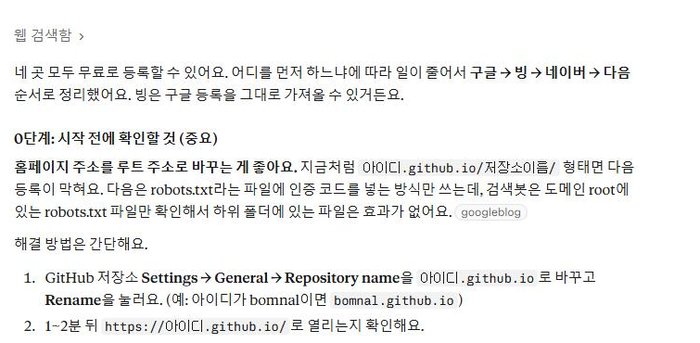 웹 검색함 >
네 곳 모두 무료로 등록할 수 있어요. 어디를 먼저 하느냐에 따라 일이 줄어서 구글 → 빙 → 네이버 → 다음
순서로 정리했어요. 빙은 구글 등록을 그대로 가져올 수 있거든요.
0단계: 시작 전에 확인할 것 (중요)
홈페이지 주소를 루트 주소로 바꾸는 게 좋아요. 지금처럼 아이디.github.io/저장소이름/ 형태면 다음
등록이 막혀요. 다음은 robots.txt라는 파일에 인증 코드를 넣는 방식만 쓰는데, 검색봇은 도메인 root에
있는 robots.txt 파일만 확인해서 하위 폴더에 있는 파일은 효과가 없어요. googleblog
해결 방법은 간단해요.
1. GitHub 저장소 Settings → General → Repository name을 아이디.github.io 로 바꾸고
Rename을 눌러요. (예: 아이디가 bomnal이면 bomnal.github.io )
2. 1~2분 뒤 https://아이디.github.io/ 로 열리는지 확인해요.